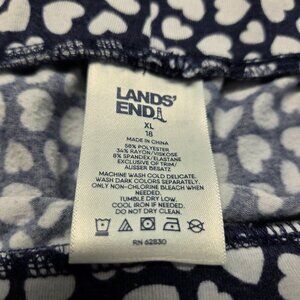 LANDS'
END
XL
18
MADE IN CHINA
58% POLYESTER
34% RAYON/VISKOSE
8% SPANDEX/ELASTANE
EXCLUSIVE OF TRIM/
AUSSER BESATZ
MACHINE WASH COLD DELICATE.
WASH DARK COLORS SEPARATELY.
ONLY NON-CHLORINE BLEACH WHEN
NEEDED.
TUMBLE DRY LOW.
COOL IRON IF NEEDED.
DO NOT DRY CLEAN.
RN 62830